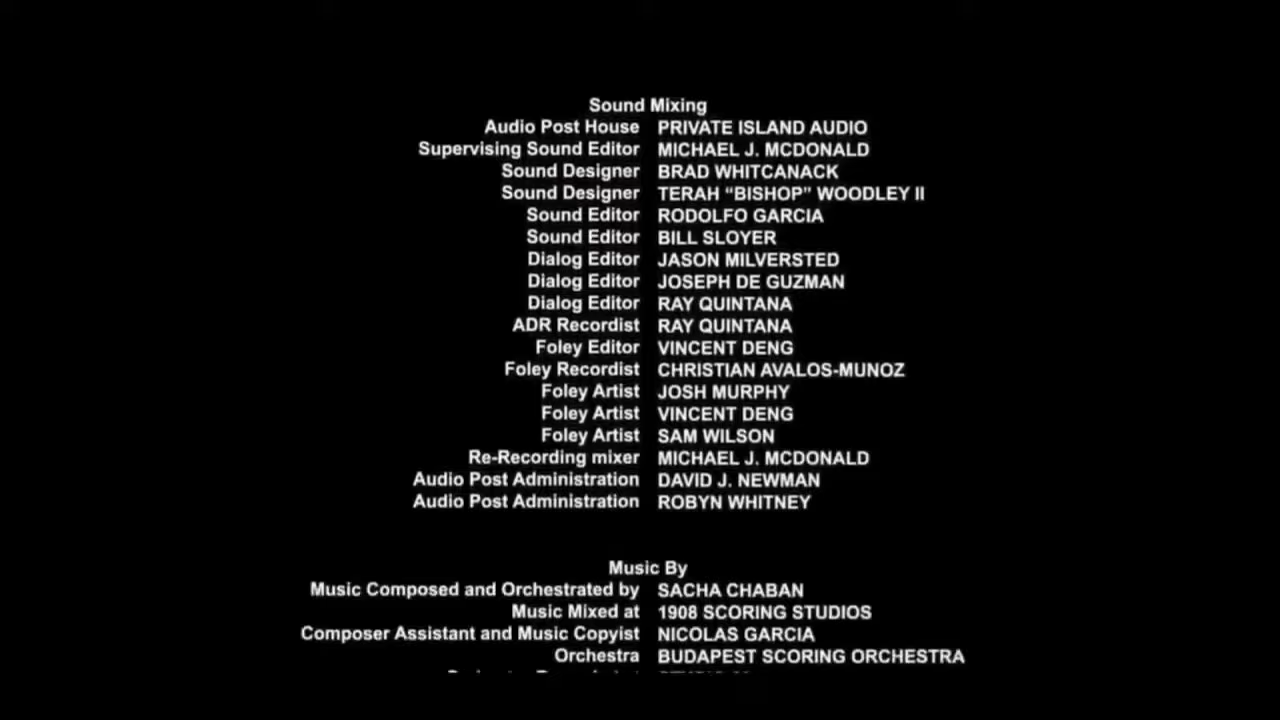 Sound Mixing
Audio Post House PRIVATE ISLAND AUDIO
Supervising Sound Editor MICHAEL J. MCDONALD
Sound Designer BRAD WHITCANACK
Sound Designer TERAH “BISHOP” WOODLEY II
Sound Editor RODOLFO GARCIA
Sound Editor BILL SLOYER
Dialog Editor JASON MILVERSTED
Dialog Editor JOSEPH DE GUZMAN
Dialog Editor RAY QUINTANA
ADR Recordist RAY QUINTANA
Foley Editor VINCENT DENG
Foley Recordist CHRISTIAN AVALOS-MUNOZ
Foley Artist JOSH MURPHY
Foley Artist VINCENT DENG
Foley Artist SAM WILSON
Re-Recording mixer MICHAEL J. MCDONALD
Audio Post Administration DAVID J. NEWMAN
Audio Post Administration ROBYN WHITNEY
Music By
Music Composed and Orchestrated by SACHA CHABAN
Music Mixed at 1908 SCORING STUDIOS
Composer Assistant and Music Copyist NICOLAS GARCIA
Orchestra BUDAPEST SCORING ORCHESTRA